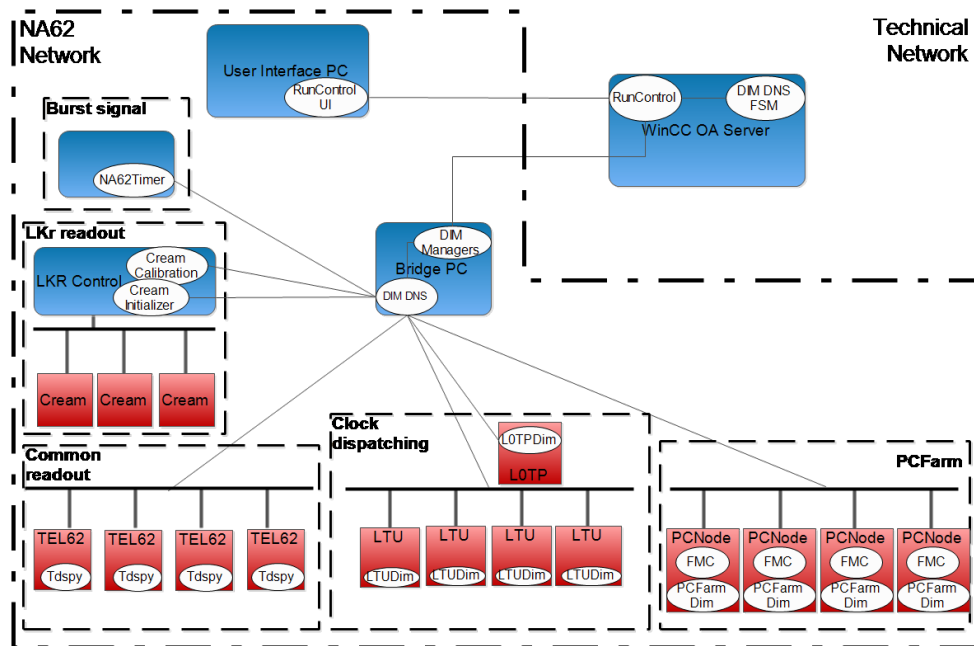 NA62
Network
Technical
Network
User Interface PC
RunControl
UI
RunControl
DIM DNS
FSM
WinCC OA Server
Burst signal
NA62Timer
LKr readout
LKR Control
Cream
Calibration
Cream
Initializer
DIM
Managers
Bridge PC
DIM DNS
Cream
Cream
Cream
Common
readout
TEL62
TEL62
TEL62
TEL62
Tdspy
Tdspy
Tdspy
Tdspy
Clock
dispatching
L0TPDim
L0TP
LTU
LTU
LTU
LTU
LTUDim
LTUDim
LTUDim
LTUDim
PCFarm
PCNode
PCNode
PCNode
PCNode
FMC
FMC
FMC
FMC
PCFarm
Dim
PCFarm
Dim
PCFarm
Dim
PCFarm
Dim